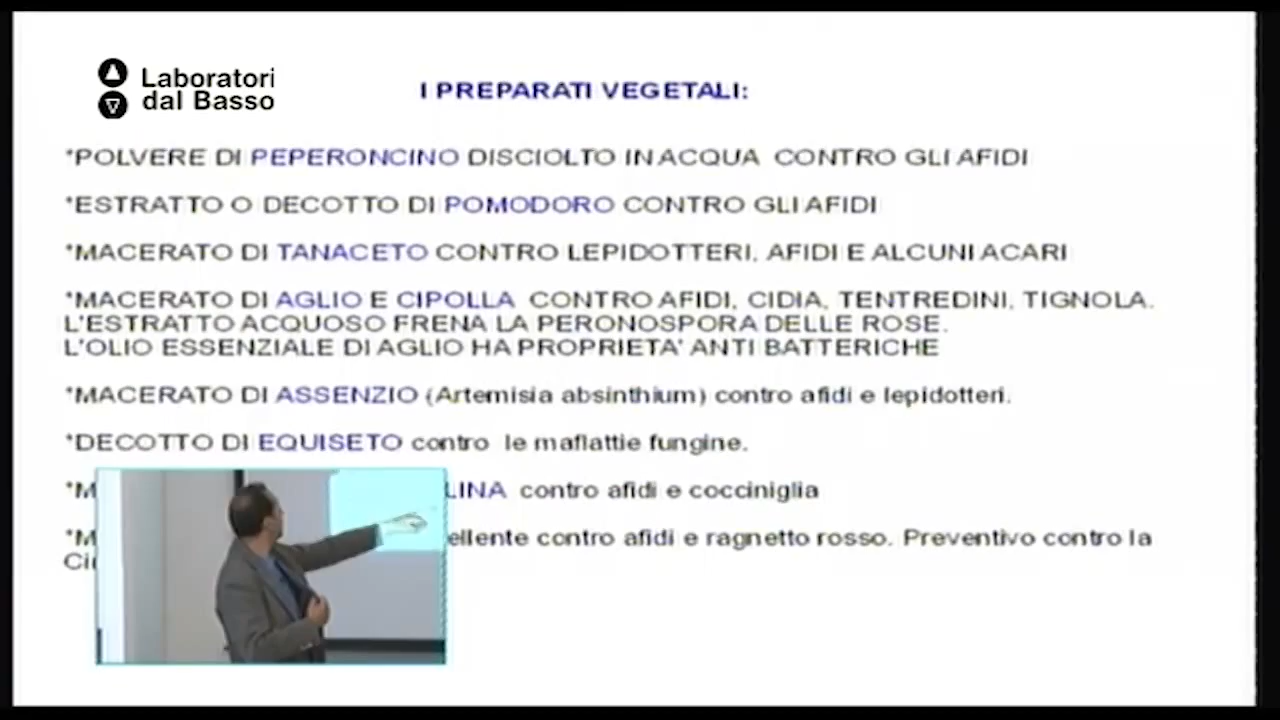 Laboratori
dal Basso
I PREPARATI VEGETALI:
*POLVERE DI PEPERONCINO DISCIOLTO IN ACQUA CONTRO GLI AFIDI
*ESTRATTO O DECOTTO DI POMODORO CONTRO GLI AFIDI
*MACERATO DI TANACETO CONTRO LEPIDOTTERI, AFIDI E ALCUNI ACARI
*MACERATO DI AGLIO E CIPOLLA CONTRO AFIDI, CIDIA, TENTREDINI, TIGNOLA.
L'ESTRATTO ACQUOSO FRENA LA PERONOSPORA DELLE ROSE.
L'OLIO ESSENZIALE DI AGLIO HA PROPRIETA' ANTI BATTERICHE
*MACERATO DI ASSENZIO (Artemisia absinthium) contro afidi e lepidotteri.
*DECOTTO DI EQUISETO contro le maflattie fungine.
*M LINA contro afidi e cocciniglia
*M ellente contro afidi e ragnetto rosso. Preventivo contro la